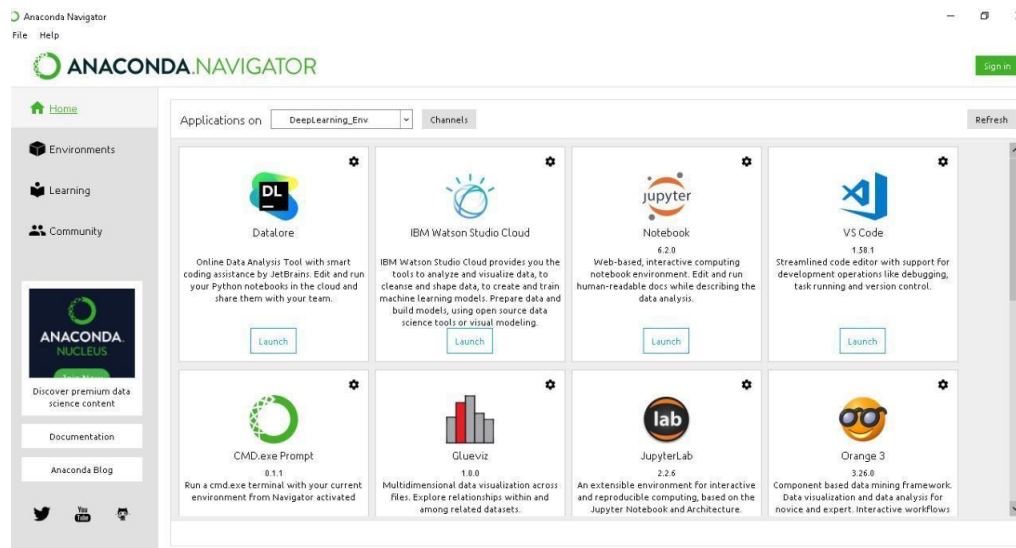 Anaconda Navigator
File Help
ANACONDA.NAVIGATOR
Sign in
Home
Environments
Learning
Community
ANACONDA.
NUCLEUS
Join Now
Discover premium data
science content
Documentation
Anaconda Blog
You
Tube
Applications on DeepLearning_Env Channels Refresh
DL
Datalore
Online Data Analysis Tool with smart
coding assistance by JetBrains. Edit and run
your Python notebooks in the cloud and
share them with your team.
Launch
IBM Watson Studio Cloud
IBM Watson Studio Cloud provides you the
tools to analyze and visualize data, to
cleanse and shape data, to create and train
machine learning models. Prepare data and
build models, using open source data
science tools or visual modeling.
Launch
jupyter
Notebook
6.2.0
Web-based, interactive computing
notebook environment. Edit and run
human-readable docs while describing the
data analysis.
Launch
VS Code
1.58.1
Streamlined code editor with support for
development operations like debugging,
task running and version control.
Launch
CMD.exe Prompt
0.1.1
Run a cmd.exe terminal with your current
environment from Navigator activated
Glueviz
1.0.0
Multidimensional data visualization across
files. Explore relationships within and
among related datasets.
lab
JupyterLab
2.2.6
An extensible environment for interactive
and reproducible computing, based on the
Jupyter Notebook and Architecture.
Orange 3
3.26.0
Component based data mining framework.
Data visualization and data analysis for
novice and expert. Interactive workflows